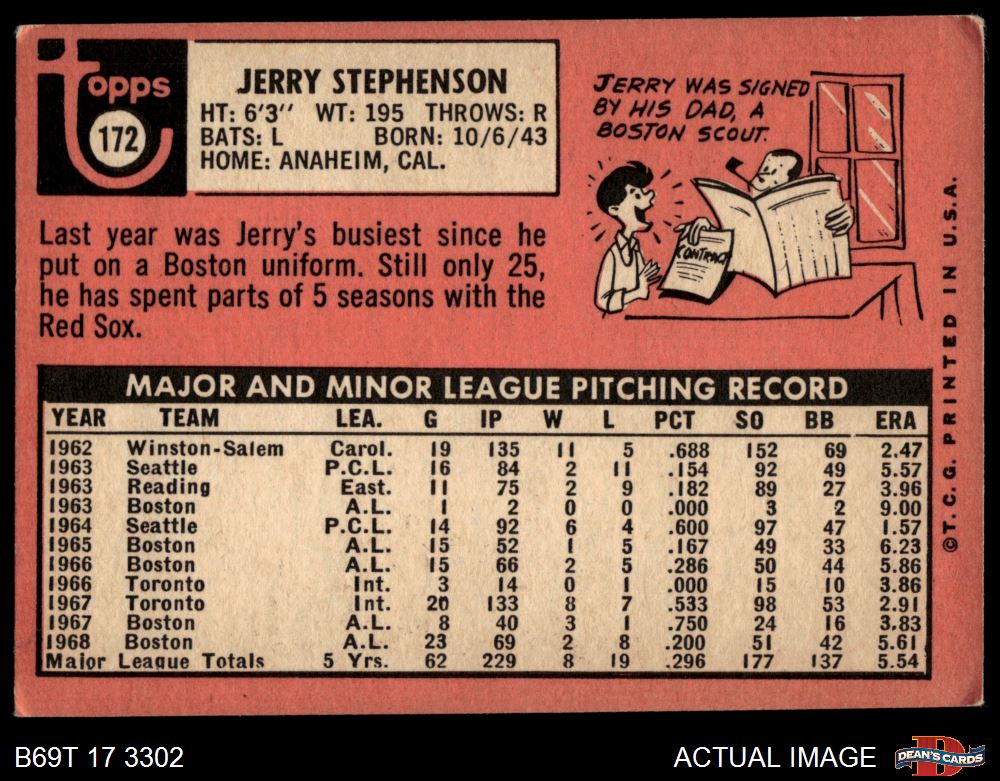 Topps
172
JERRY STEPHENSON
HT: 6'3'' WT: 195 THROWS: R
BATS: L BORN: 10/6/43
HOME: ANAHEIM, CAL.
JERRY WAS SIGNED
BY HIS DAD, A
BOSTON SCOUT.
CONTRACT
Last year was Jerry's busiest since he
put on a Boston uniform. Still only 25,
he has spent parts of 5 seasons with the
Red Sox.
MAJOR AND MINOR LEAGUE PITCHING RECORD
YEAR TEAM LEA. G IP W L PCT SO BB ERA
1962 Winston-Salem Carol. 19 135 11 5 .688 152 69 2.47
1963 Seattle P.C.L. 16 84 2 11 .154 92 49 5.57
1963 Reading East. 11 75 2 9 .182 89 27 3.96
1963 Boston A.L. 1 2 0 0 .000 3 2 9.00
1964 Seattle P.C.L. 14 92 6 4 .600 97 47 1.57
1965 Boston A.L. 15 52 1 5 .167 49 33 6.23
1966 Boston A.L. 15 66 2 5 .286 50 44 5.86
1966 Toronto Int. 3 14 0 1 .000 15 10 3.86
1967 Toronto Int. 20 133 8 7 .533 98 53 2.91
1967 Boston A.L. 8 40 3 1 .750 24 16 3.83
1968 Boston A.L. 23 69 2 8 .200 51 42 5.61
Major League Totals 5 Yrs. 62 229 8 19 .296 177 137 5.54
©T.C.G. PRINTED IN U.S.A.
B69T 17 3302
ACTUAL IMAGE
D
DEAN'S CARDS